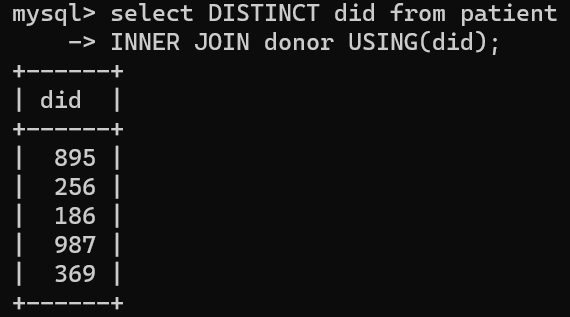 mysql> select DISTINCT did from patient
    -> INNER JOIN donor USING(did);
+------+
| did  |
+------+
|  895 |
|  256 |
|  186 |
|  987 |
|  369 |
+------+